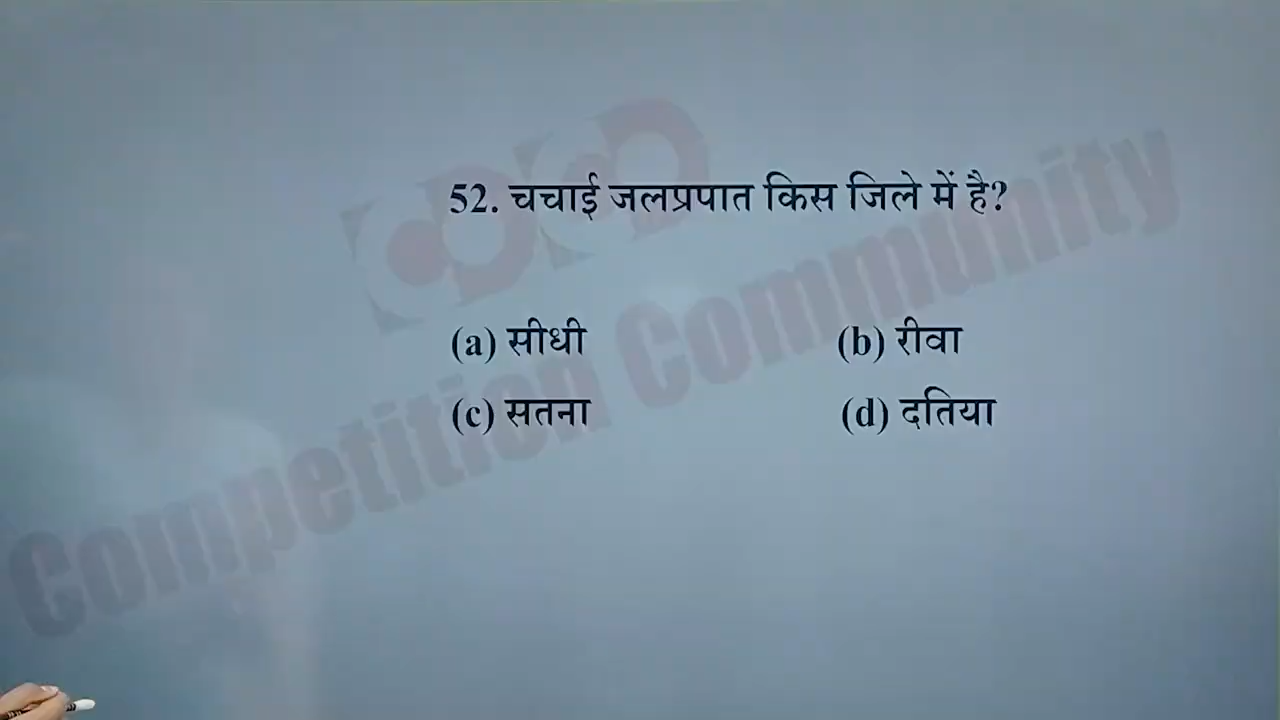 52. चचाई जलप्रपात किस जिले में है?
(a) सीधी (b) रीवा
(c) सतना (d) दतिया
Competition Community